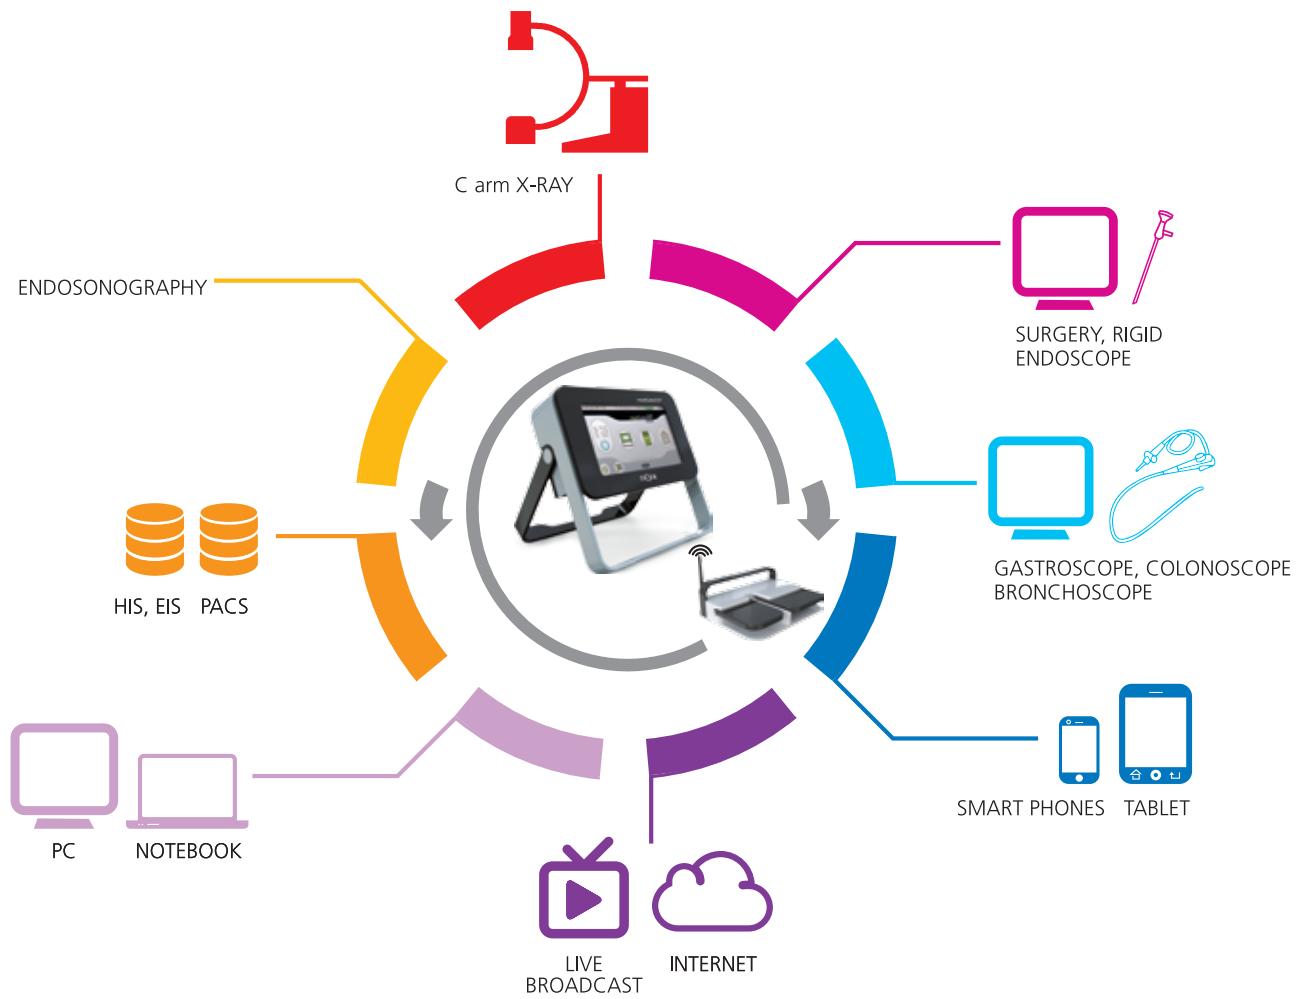 C arm X-RAY
ENDOSONOGRAPHY
SURGERY, RIGID
ENDOSCOPE
GASTROSCOPE, COLONOSCOPE
BRONCHOSCOPE
HIS, EIS PACS
SMART PHONES TABLET
PC NOTEBOOK
LIVE
BROADCAST
INTERNET